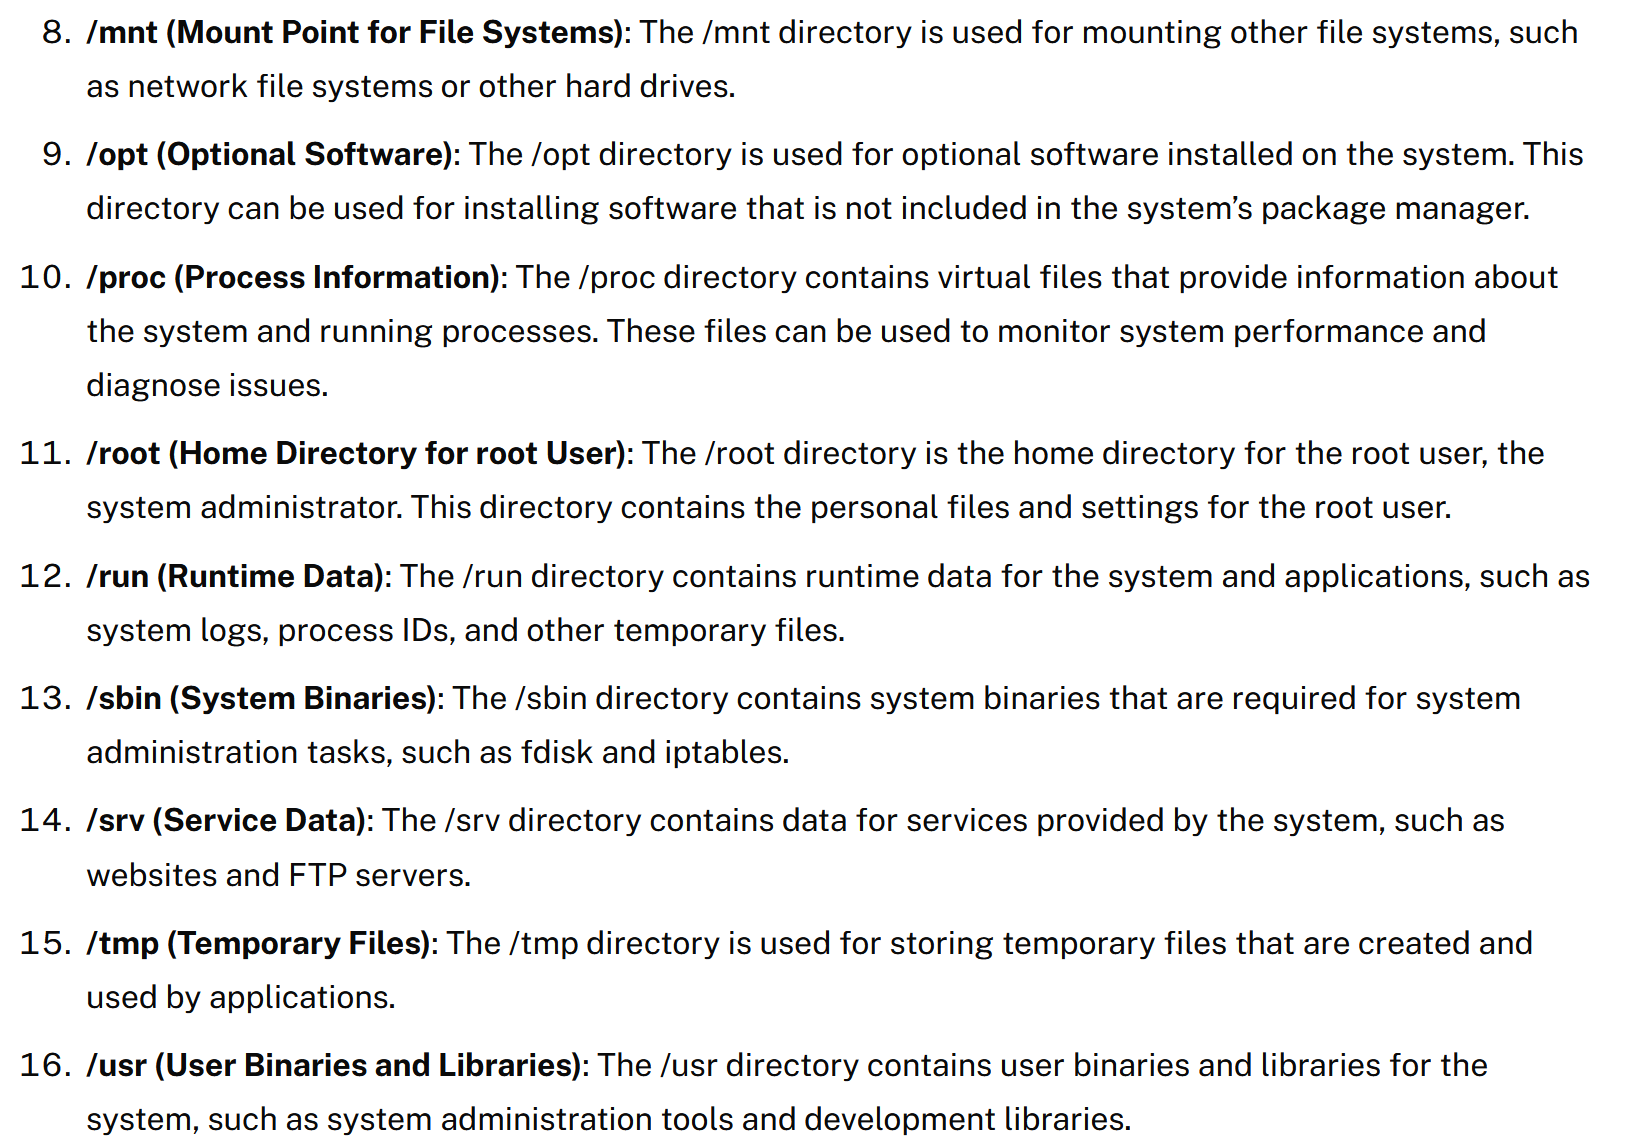 8. /mnt (Mount Point for File Systems): The /mnt directory is used for mounting other file systems, such
as network file systems or other hard drives.
9. /opt (Optional Software): The /opt directory is used for optional software installed on the system. This
directory can be used for installing software that is not included in the system’s package manager.
10. /proc (Process Information): The /proc directory contains virtual files that provide information about
the system and running processes. These files can be used to monitor system performance and
diagnose issues.
11. /root (Home Directory for root User): The /root directory is the home directory for the root user, the
system administrator. This directory contains the personal files and settings for the root user.
12. /run (Runtime Data): The /run directory contains runtime data for the system and applications, such as
system logs, process IDs, and other temporary files.
13. /sbin (System Binaries): The /sbin directory contains system binaries that are required for system
administration tasks, such as fdisk and iptables.
14. /srv (Service Data): The /srv directory contains data for services provided by the system, such as
websites and FTP servers.
15. /tmp (Temporary Files): The /tmp directory is used for storing temporary files that are created and
used by applications.
16. /usr (User Binaries and Libraries): The /usr directory contains user binaries and libraries for the
system, such as system administration tools and development libraries.